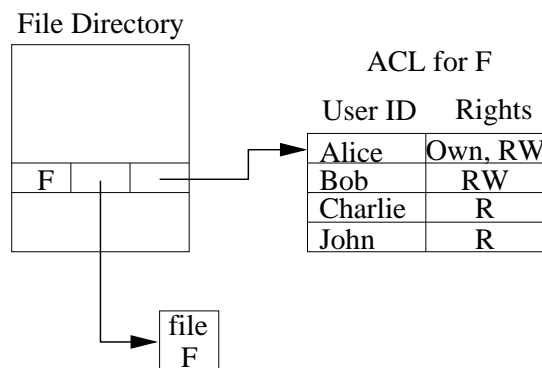 File Directory
F
file
F
ACL for F
User ID Rights
Alice Own, RW
Bob RW
Charlie R
John R